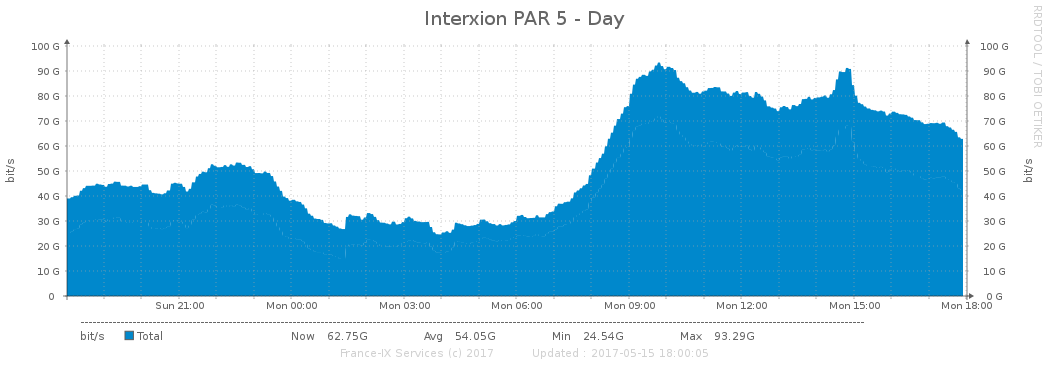 Interxion PAR 5 - Day
RRDTOOL / TOBI OETIKER
bit/s
100 G
90 G
80 G
70 G
60 G
50 G
40 G
30 G
20 G
10 G
0
100 G
90 G
80 G
70 G
60 G
50 G
40 G
30 G
20 G
10 G
0 G
bit/s
Sun 21:00 Mon 00:00 Mon 03:00 Mon 06:00 Mon 09:00 Mon 12:00 Mon 15:00 Mon 18:00
bit/s Total Now 62.75G Avg 54.05G Min 24.54G Max 93.29G
France-IX Services (c) 2017 Updated : 2017-05-15 18:00:05